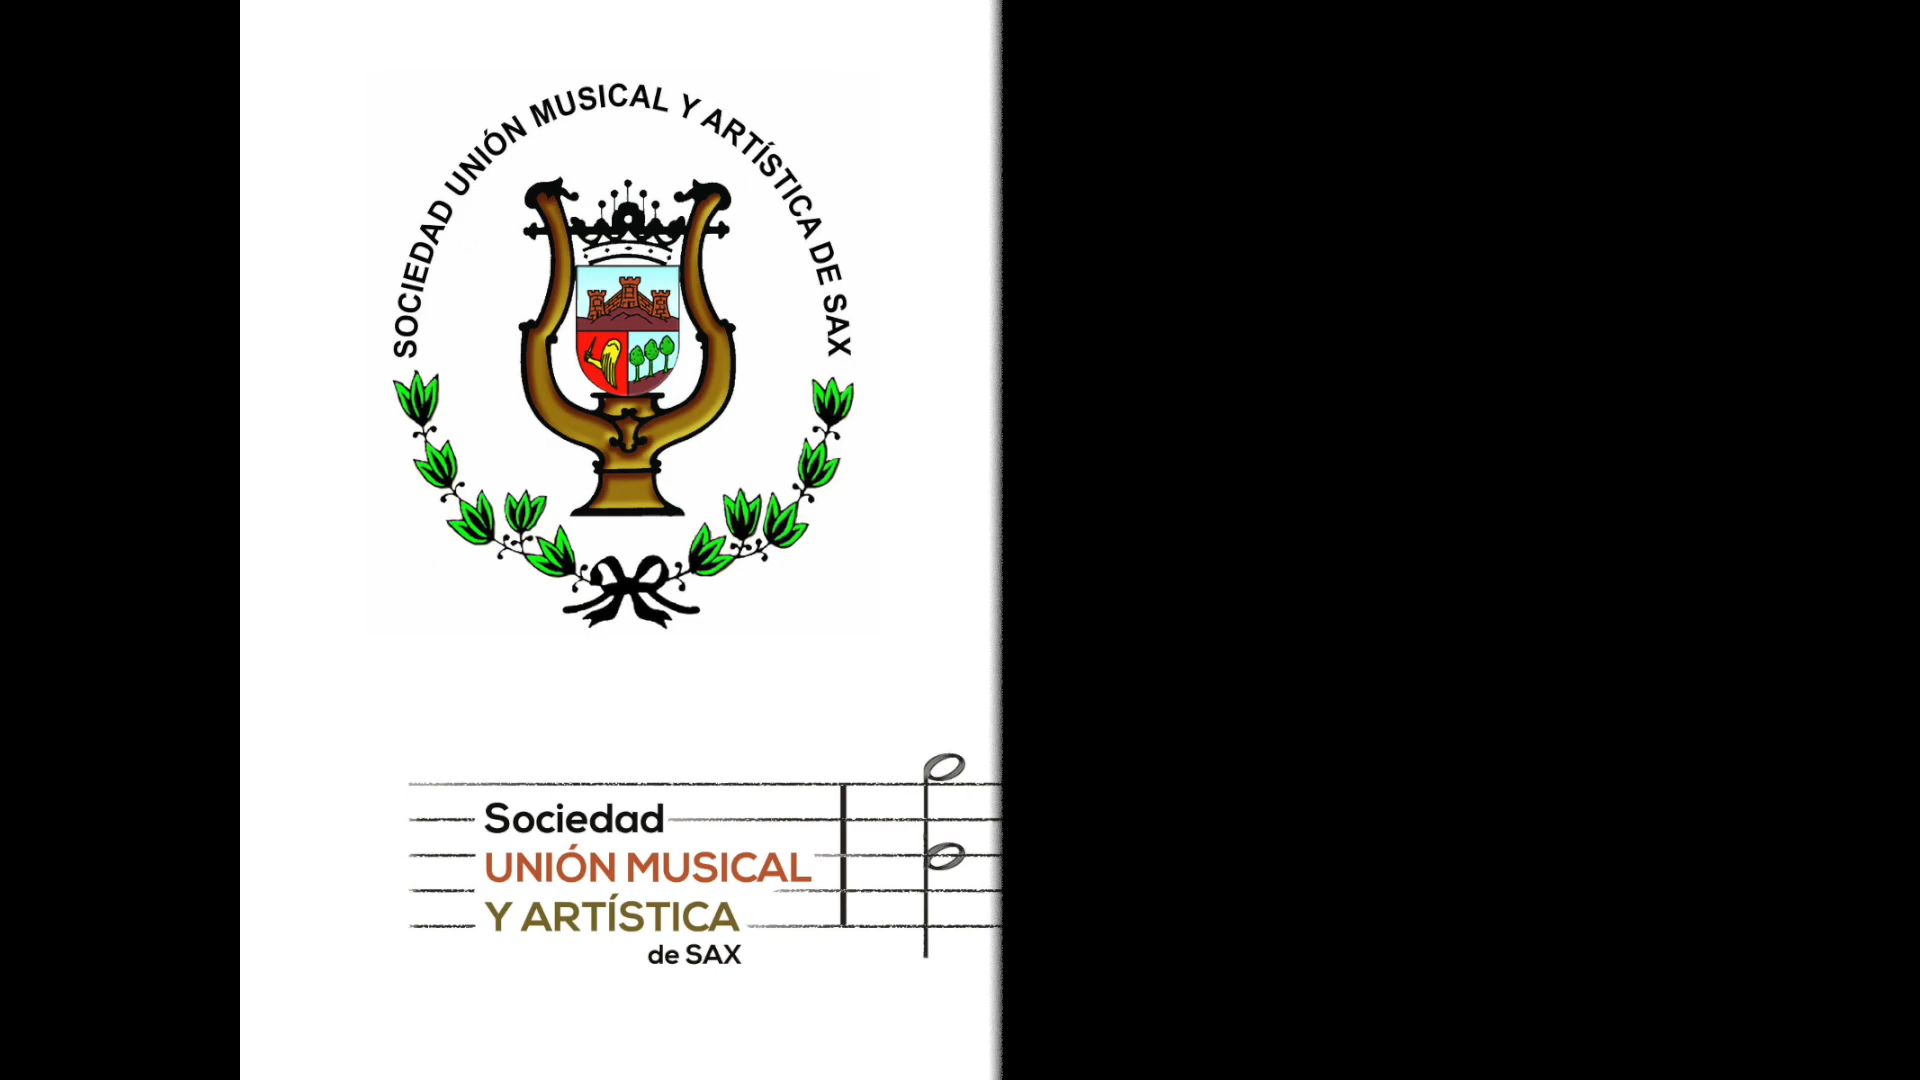 SOCIEDAD UNIÓN MUSICAL Y ARTÍSTICA DE SAX
Sociedad
UNIÓN MUSICAL
Y ARTÍSTICA
de SAX